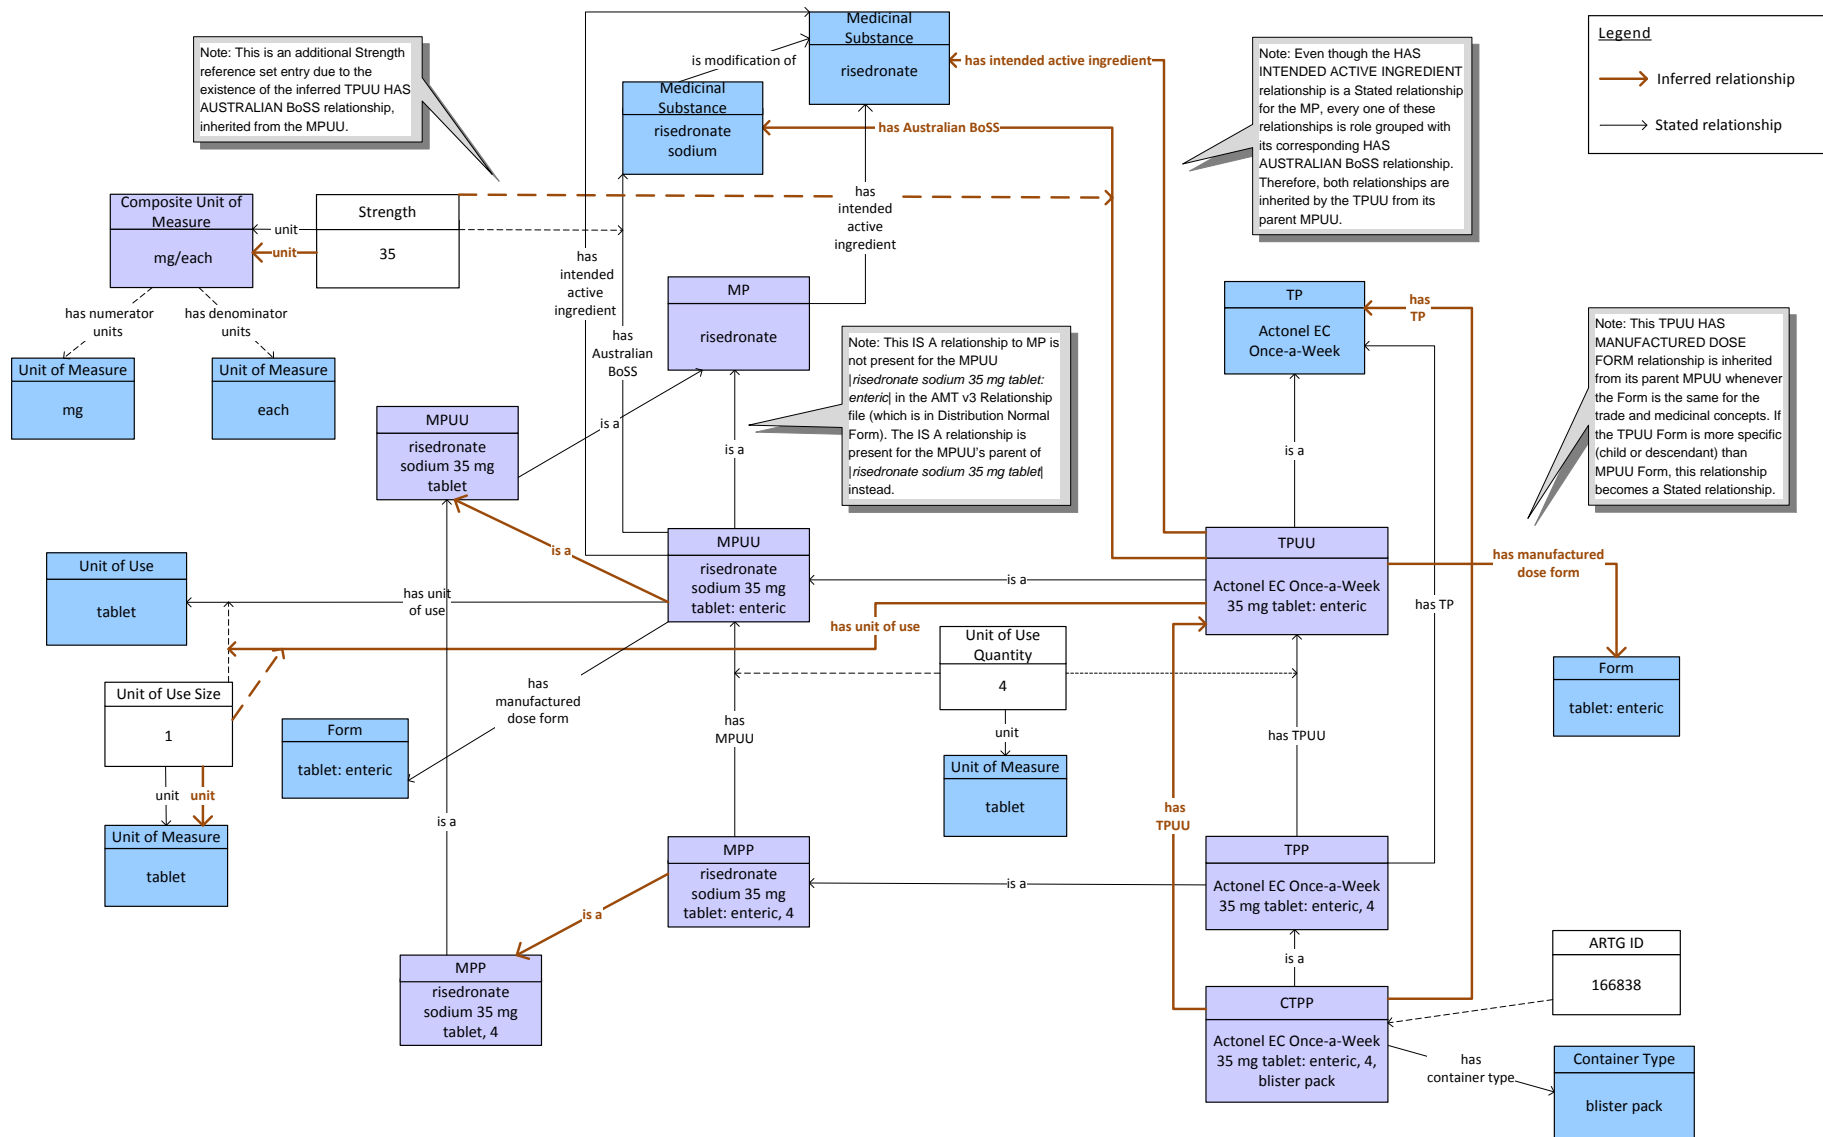 Medicinal
Substance
risedronate
Legend
Inferred relationship
Stated relationship
Note: This is an additional Strength
reference set entry due to the
existence of the inferred TPUU HAS
AUSTRALIAN BoSS relationship,
inherited from the MPUU.
is modification of
has intended active ingredient
Note: Even though the HAS
INTENDED ACTIVE INGREDIENT
relationship is a Stated relationship
for the MP, every one of these
relationships is role grouped with
its corresponding HAS
AUSTRALIAN BoSS relationship.
Therefore, both relationships are
inherited by the TPUU from its
parent MPUU.
Medicinal
Substance
risedronate
sodium
has Australian BoSS
Composite Unit of
Measure
mg/each
unit
unit
Strength
35
has
intended
active
ingredient
has
intended
active
ingredient
has numerator
units
has denominator
units
Unit of Measure
mg
Unit of Measure
each
has
Australian
BoSS
MP
risedronate
TP
Actonel EC
Once-a-Week
has
TP
Note: This IS A relationship to MP is
not present for the MPUU
|risedronate sodium 35 mg tablet:
enteric| in the AMT v3 Relationship
file (which is in Distribution Normal
Form). The IS A relationship is
present for the MPUU's parent of
|risedronate sodium 35 mg tablet|
instead.
Note: This TPUU HAS
MANUFACTURED DOSE
FORM relationship is inherited
from its parent MPUU whenever
the Form is the same for the
trade and medicinal concepts. If
the TPUU Form is more specific
(child or descendant) than
MPUU Form, this relationship
becomes a Stated relationship.
MPUU
risedronate
sodium 35 mg
tablet
is a
is a
is a
is a
MPUU
risedronate
sodium 35 mg
tablet: enteric
is a
TPUU
Actonel EC Once-a-Week
35 mg tablet: enteric
has manufactured
dose form
Unit of Use
tablet
has unit
of use
has unit of use
has TP
Unit of Use
Quantity
4
unit
Unit of Measure
tablet
Form
tablet: enteric
Unit of Use Size
1
unit
unit
Unit of Measure
tablet
Form
tablet: enteric
has
manufactured
dose form
has
MPUU
has TPUU
has
TPUU
is a
MPP
risedronate
sodium 35 mg
tablet: enteric, 4
is a
TPP
Actonel EC Once-a-Week
35 mg tablet: enteric, 4
is a
MPP
risedronate
sodium 35 mg
tablet, 4
is a
CTPP
Actonel EC Once-a-Week
35 mg tablet: enteric, 4,
blister pack
ARTG ID
166838
has
container type
Container Type
blister pack